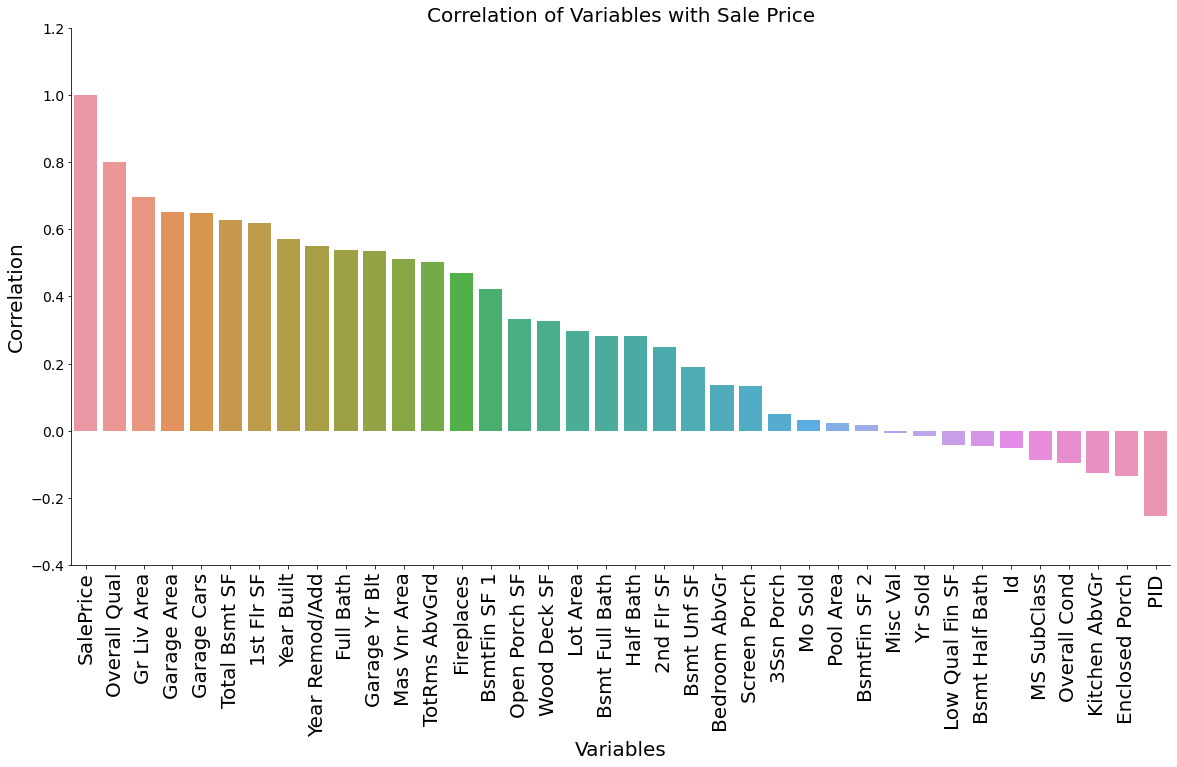 Correlation of Variables with Sale Price
1.2
1.0
0.8
0.6
0.4
0.2
0.0
−0.2
−0.4
Correlation
SalePrice
Overall Qual
Gr Liv Area
Garage Area
Garage Cars
Total Bsmt SF
1st Flr SF
Year Built
Year Remod/Add
Full Bath
Garage Yr Blt
Mas Vnr Area
TotRms AbvGrd
Fireplaces
BsmtFin SF 1
Open Porch SF
Wood Deck SF
Lot Area
Bsmt Full Bath
Half Bath
2nd Flr SF
Bsmt Unf SF
Bedroom AbvGr
Screen Porch
3Ssn Porch
Mo Sold
Pool Area
BsmtFin SF 2
Misc Val
Yr Sold
Low Qual Fin SF
Bsmt Half Bath
Id
MS SubClass
Overall Cond
Kitchen AbvGr
Enclosed Porch
PID
Variables